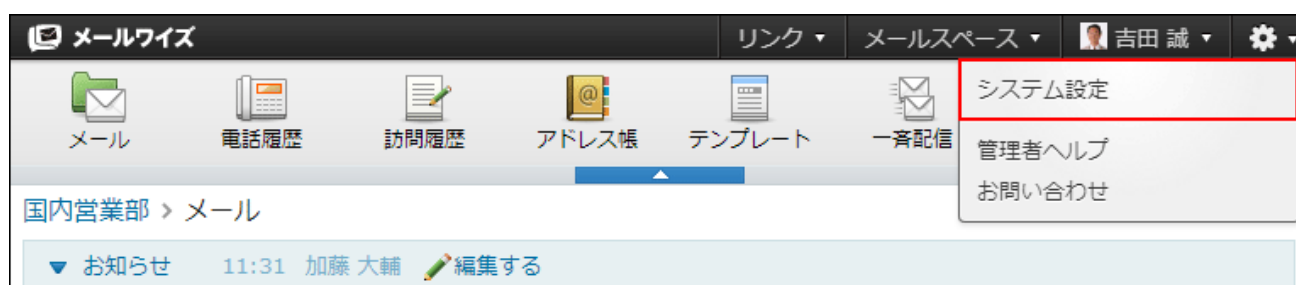 メールワイズ リンク ▼ メールスペース ▼ 吉田 誠 ▼
メール 電話履歴 訪問履歴 アドレス帳 テンプレート 一斉配信
システム設定
管理者ヘルプ
お問い合わせ
国内営業部 > メール
▼ お知らせ 11:31 加藤 大輔 編集する